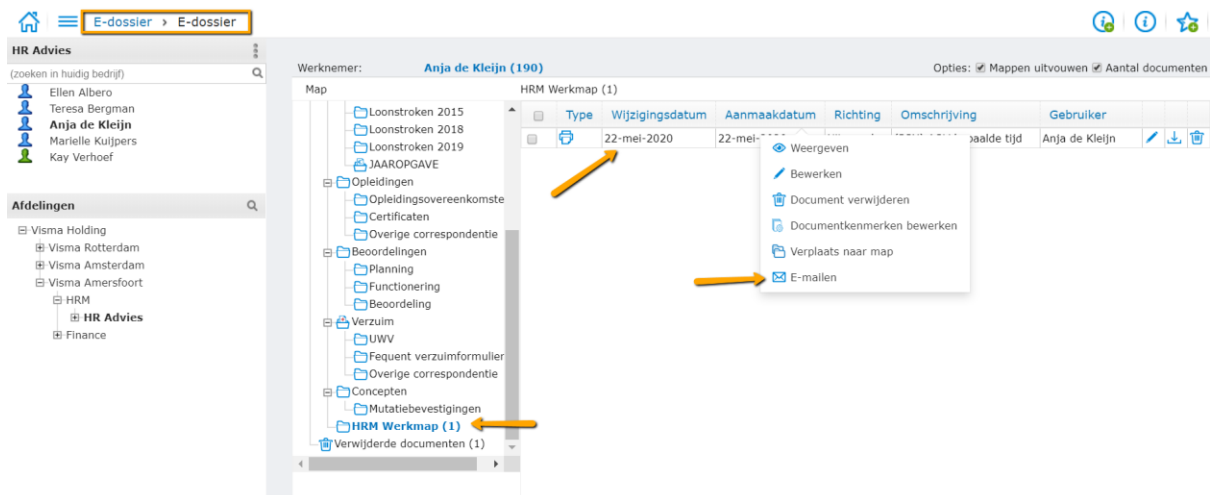 E-dossier > E-dossier
HR Advies
(zoeken in huidig bedrijf)
Ellen Albero
Teresa Bergman
Anja de Kleijn
Marielle Kuijpers
Kay Verhoef
Afdelingen
Visma Holding
Visma Rotterdam
Visma Amsterdam
Visma Amersfoort
HRM
HR Advies
Finance
Werknemer: Anja de Kleijn (190)
Opties: Mappen uitvouwen Aantal documenten
Map
Loonstroken 2015
Loonstroken 2018
Loonstroken 2019
JAAROPGAVE
Opleidingen
Opleidingsovereenkomste
Certificaten
Overige correspondentie
Beoordelingen
Planning
Functionering
Beoordeling
Verzuim
UWV
Fequent verzuimformulier
Overige correspondentie
Concepten
Mutatiebevestigingen
HRM Werkmap (1)
Verwijderde documenten (1)
HRM Werkmap (1)
Type Wijzigingsdatum Aanmaakdatum Richting Omschrijving Gebruiker
22-mei-2020 22-mei- paalde tijd Anja de Kleijn
Weergeven
Bewerken
Document verwijderen
Documentkenmerken bewerken
Verplaats naar map
E-mailen